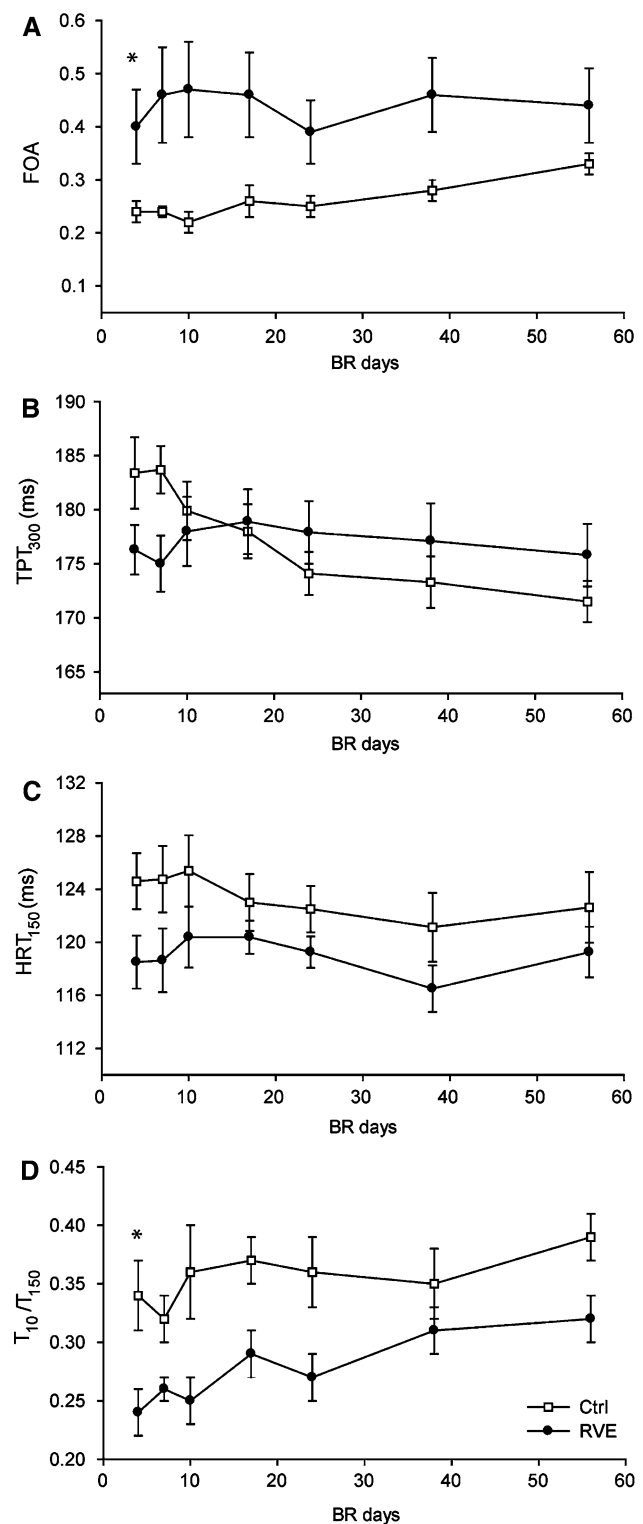 A
0.6
*
0.5
0.4
FOA
0.3
0.2
0.1
0 10 20 30 40 50 60
BR days
B
190
185
180
TPT300 (ms)
175
170
165
0 10 20 30 40 50 60
BR days
C
132
128
124
HRT150 (ms)
120
116
112
0 10 20 30 40 50 60
BR days
D
0.45
*
0.40
0.35
T10/T150
0.30
0.25
Ctrl
RVE
0.20
0 10 20 30 40 50 60
BR days